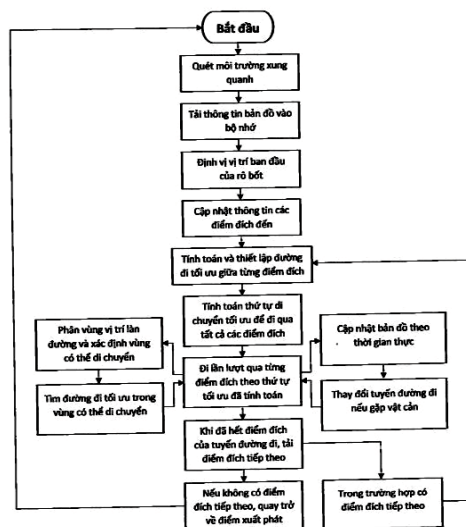 Bắt đầu
Quét môi trường xung
quanh
Tải thông tin bản đồ vào
bộ nhớ
Định vị vị trí ban đầu
của rô bốt
Cập nhật thông tin các
điểm đích đến
Tính toán và thiết lập đường
đi tối ưu giữa từng điểm đích
Tính toán thứ tự di
chuyển tối ưu để đi qua
tất cả các điểm đích
Phân vùng vị trí làn
đường và xác định vùng
có thể di chuyển
Cập nhật bản đồ theo
thời gian thực
Đi lần lượt qua từng
điểm đích theo thứ tự
tối ưu đã tính toán
Tìm đường đi tối ưu trong
vùng có thể di chuyển
Thay đổi tuyến đường đi
nếu gặp vật cản
Khi đã hết điểm đích
của tuyến đường đi, tải
điểm đích tiếp theo
Nếu không có điểm
đích tiếp theo, quay trở
về điểm xuất phát
Trong trường hợp có
điểm đích tiếp theo